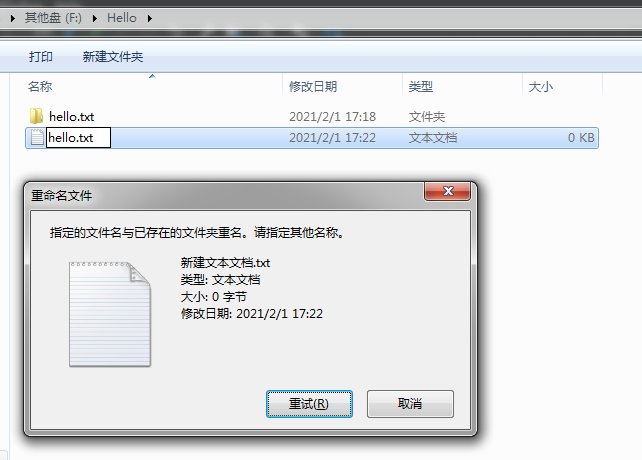 其他盘 (F:) Hello
打印 新建文件夹
名称 修改日期 类型 大小
hello.txt 2021/2/1 17:18 文件夹
hello.txt 2021/2/1 17:22 文本文档 0 KB
重命名文件
指定的文件名与已存在的文件夹重名。请指定其他名称。
新建文本文档.txt
类型: 文本文档
大小: 0 字节
修改日期: 2021/2/1 17:22
重试(R) 取消